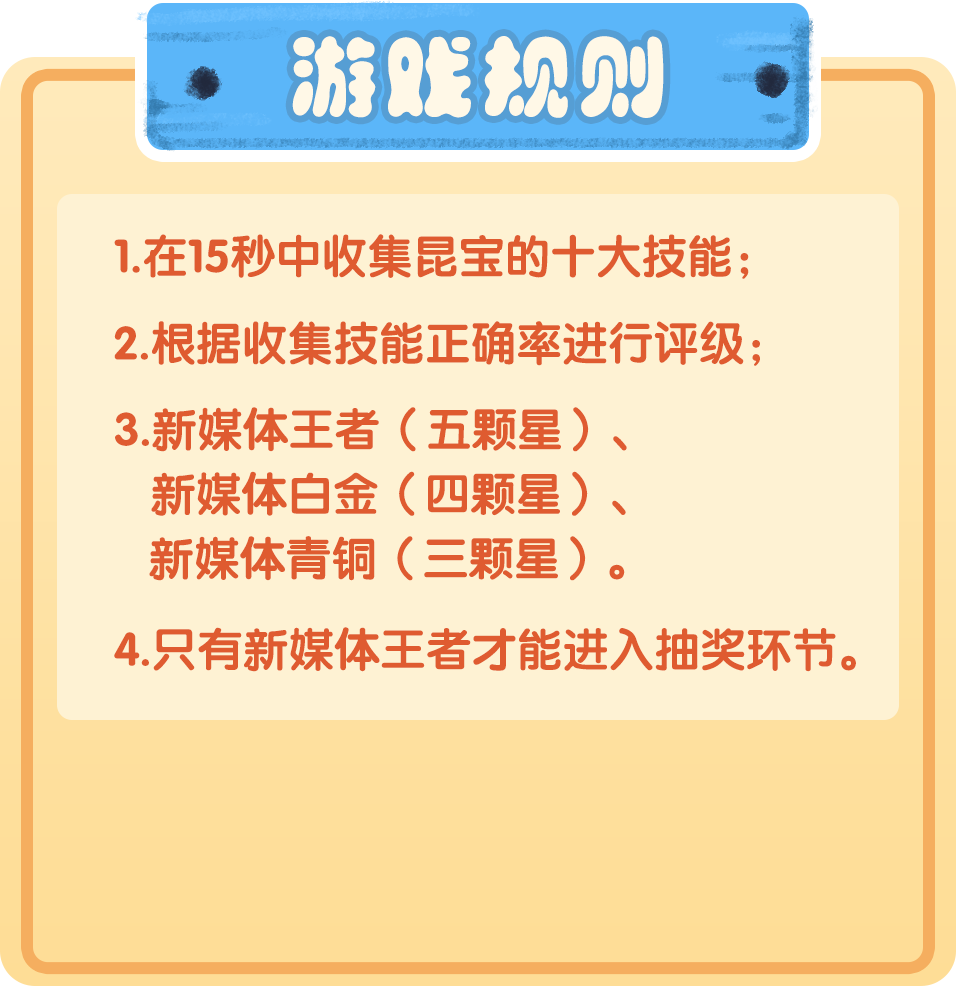 游戏规则
1.在15秒中收集昆宝的十大技能；
2.根据收集技能正确率进行评级；
3.新媒体王者（五颗星）、
新媒体白金（四颗星）、
新媒体青铜（三颗星）。
4.只有新媒体王者才能进入抽奖环节。